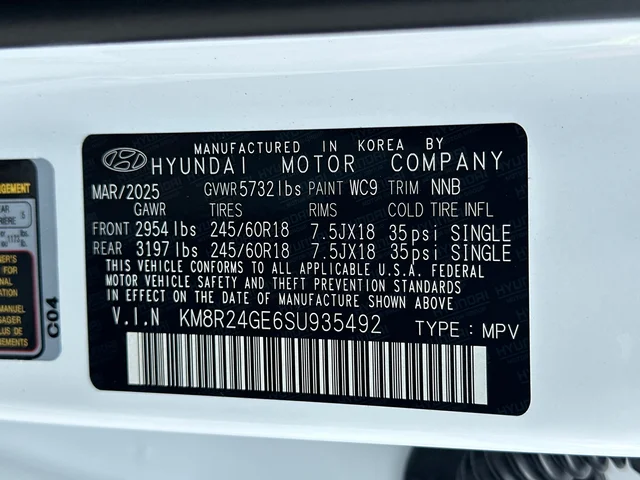 MANUFACTURED IN KOREA BY
HYUNDAI MOTOR COMPANY
MAR/2025 GVWR 5732 lbs PAINT WC9 TRIM NNB
GAWR TIRES RIMS COLD TIRE INFL
FRONT 2954 lbs 245/60R18 7.5JX18 35psi SINGLE
REAR 3197 lbs 245/60R18 7.5JX18 35psi SINGLE
THIS VEHICLE CONFORMS TO ALL APPLICABLE U.S.A. FEDERAL
MOTOR VEHICLE SAFETY AND THEFT PREVENTION STANDARDS
IN EFFECT ON THE DATE OF MANUFACTURE SHOWN ABOVE.
V.I.N KM8R24GE6SU935492 TYPE : MPV
C04